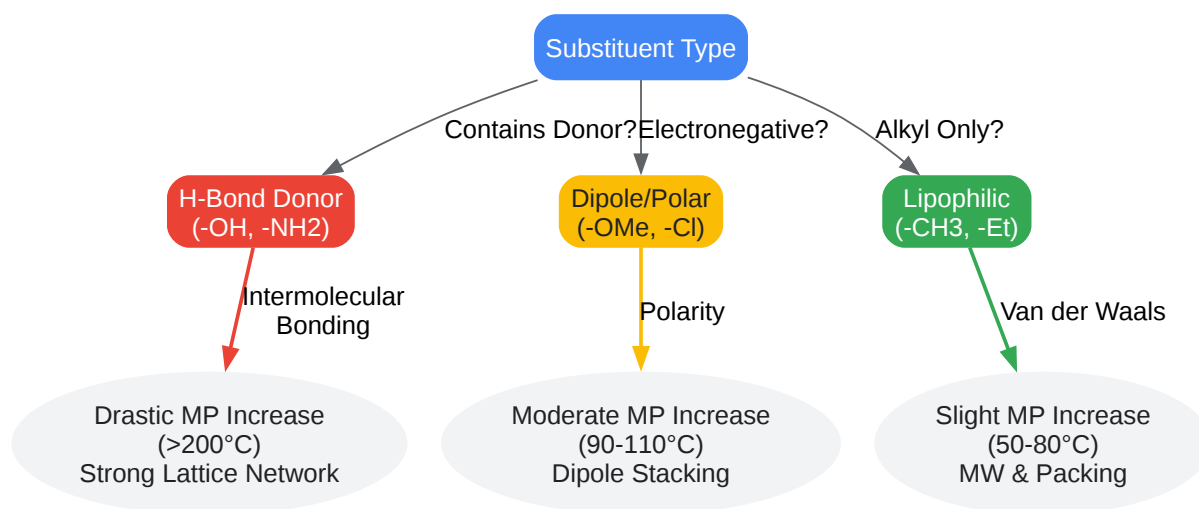 Substituent Type
Contains Donor?
Electronegative?
Alkyl Only?
H-Bond Donor
(-OH, -NH2)
Dipole/Polar
(-OMe, -Cl)
Lipophilic
(-CH3, -Et)
Intermolecular
Bonding
Polarity
Van der Waals
Drastic MP Increase
(>200°C)
Strong Lattice Network
Moderate MP Increase
(90-110°C)
Dipole Stacking
Slight MP Increase
(50-80°C)
MW & Packing